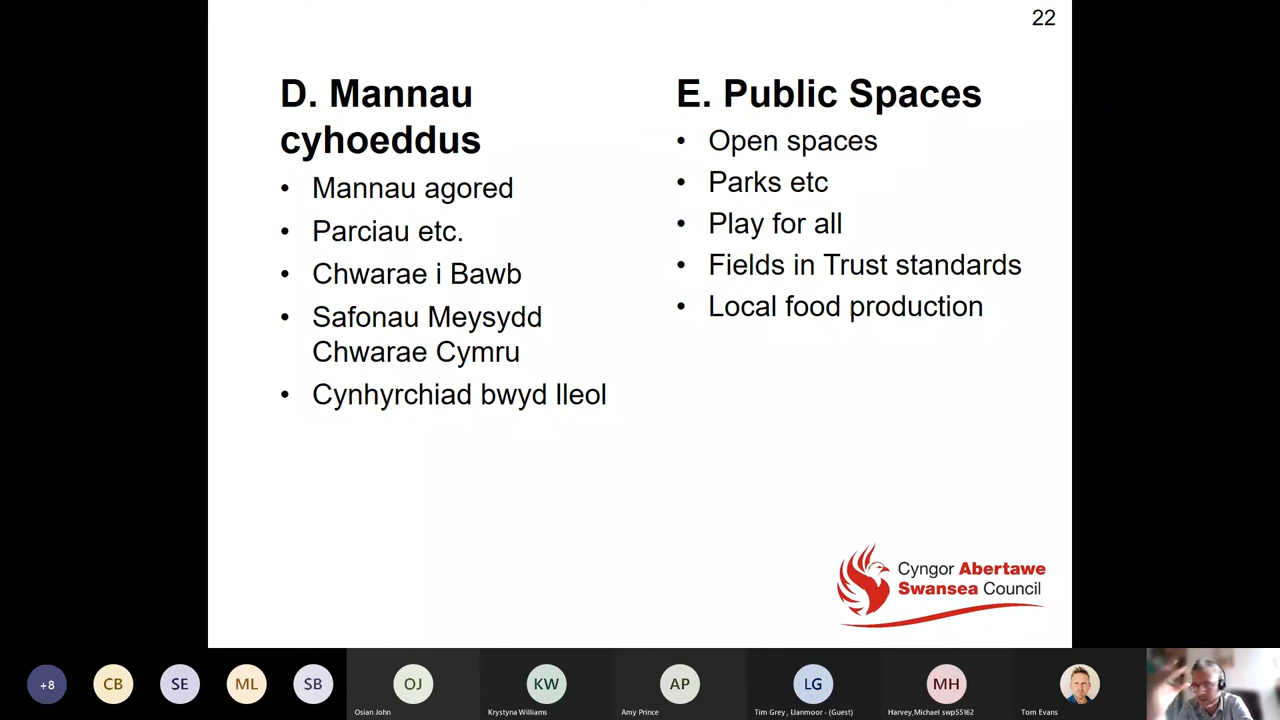 22
D. Mannau
cyhoeddus
• Mannau agored
• Parciau etc.
• Chwarae i Bawb
• Safonau Meysydd
Chwarae Cymru
• Cynhyrchiad bwyd lleol
E. Public Spaces
• Open spaces
• Parks etc
• Play for all
• Fields in Trust standards
• Local food production
Cyngor Abertawe
Swansea Council
+8
CB
SE
ML
SB
OJ
Osian John
KW
Krystyna Williams
AP
Amy Prince
LG
Tim Grey , Llanmoor - (Guest)
MH
Harvey,Michael swp55162
Tom Evans